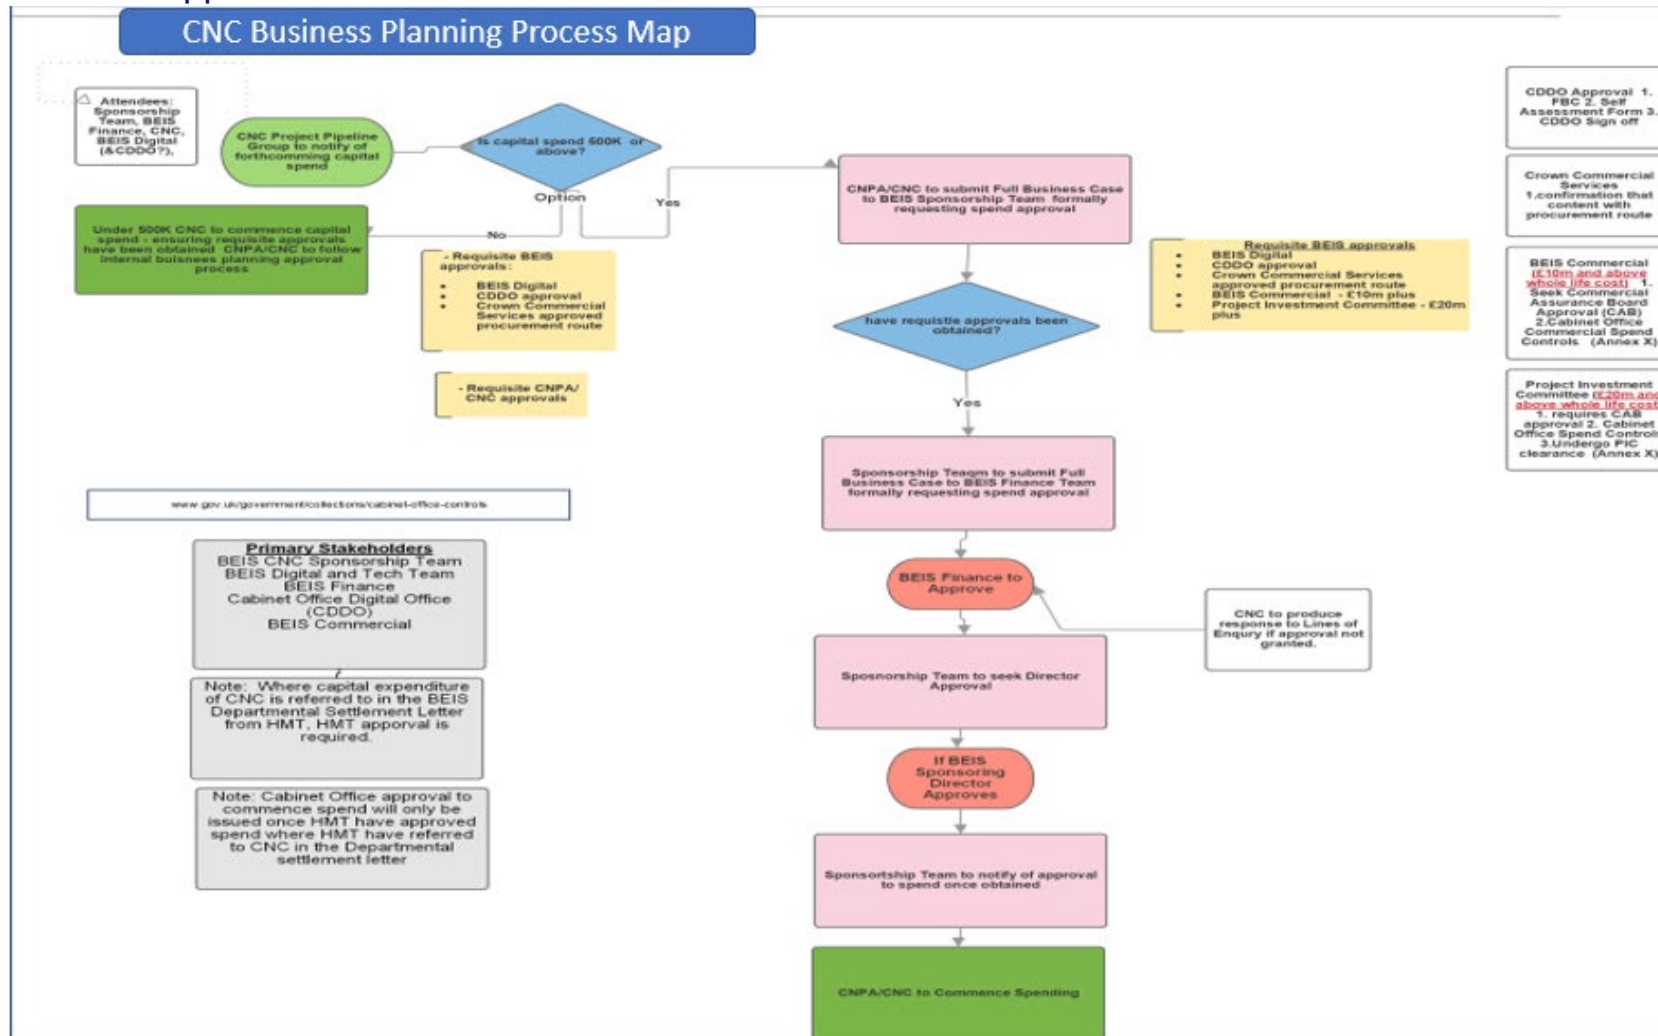 CNC Business Planning Process Map
Attendees:
Sponsorship
Team, BEIS
Finance, CNC,
BEIS Digital
(&CDDO?),
CNC Project Pipeline
Group to notify of
forthcomming capital
spend
Is capital spend 500K or
above?
Option
Yes
No
Under 500K CNC to commence capital
spend - ensuring requisite approvals
have been obtained CNPA/CNC to follow
internal buisnees planning approval
process
- Requisite BEIS
approvals:
• BEIS Digital
• CDDO approval
• Crown Commercial
Services approved
procurement route
- Requisite CNPA/
CNC approvals
CNPA/CNC to submit Full Business Case
to BEIS Sponsorship Team formally
requesting spend approval
Requisite BEIS approvals
• BEIS Digital
• CDDO approval
• Crown Commercial Services
approved procurement route
• BEIS Commercial - £10m plus
• Project Investment Committee - £20m
plus
have requistie approvals been
obtained?
Yes
Sponsorship Teaqm to submit Full
Business Case to BEIS Finance Team
formally requesting spend approval
BEIS Finance to
Approve
CNC to produce
response to Lines of
Enqury if approval not
granted.
Sposnorship Team to seek Director
Approval
If BEIS
Sponsoring
Director
Approves
Sponsortship Team to notify of approval
to spend once obtained
CNPA/CNC to Commence Spending
CDDO Approval 1.
FBC 2. Self
Assessment Form 3.
CDDO Sign off
Crown Commercial
Services
1.confirmation that
content with
procurement route
BEIS Commercial
(£10m and above
whole life cost) 1.
Seek Commercial
Assurance Board
Approval (CAB)
2.Cabinet Office
Commercial Spend
Controls (Annex X)
Project Investment
Committee (£20m and
above whole life cost
1. requires CAB
approval 2. Cabinet
Office Spend Controls
3.Undergo PIC
clearance (Annex X)
www.gov.uk/government/collections/cabinet-office-controls
Primary Stakeholders
BEIS CNC Sponsorship Team
BEIS Digital and Tech Team
BEIS Finance
Cabinet Office Digital Office
(CDDO)
BEIS Commercial
Note: Where capital expenditure
of CNC is referred to in the BEIS
Departmental Settlement Letter
from HMT, HMT apporval is
required.
Note: Cabinet Office approval to
commence spend will only be
issued once HMT have approved
spend where HMT have referred
to CNC in the Departmental
settlement letter